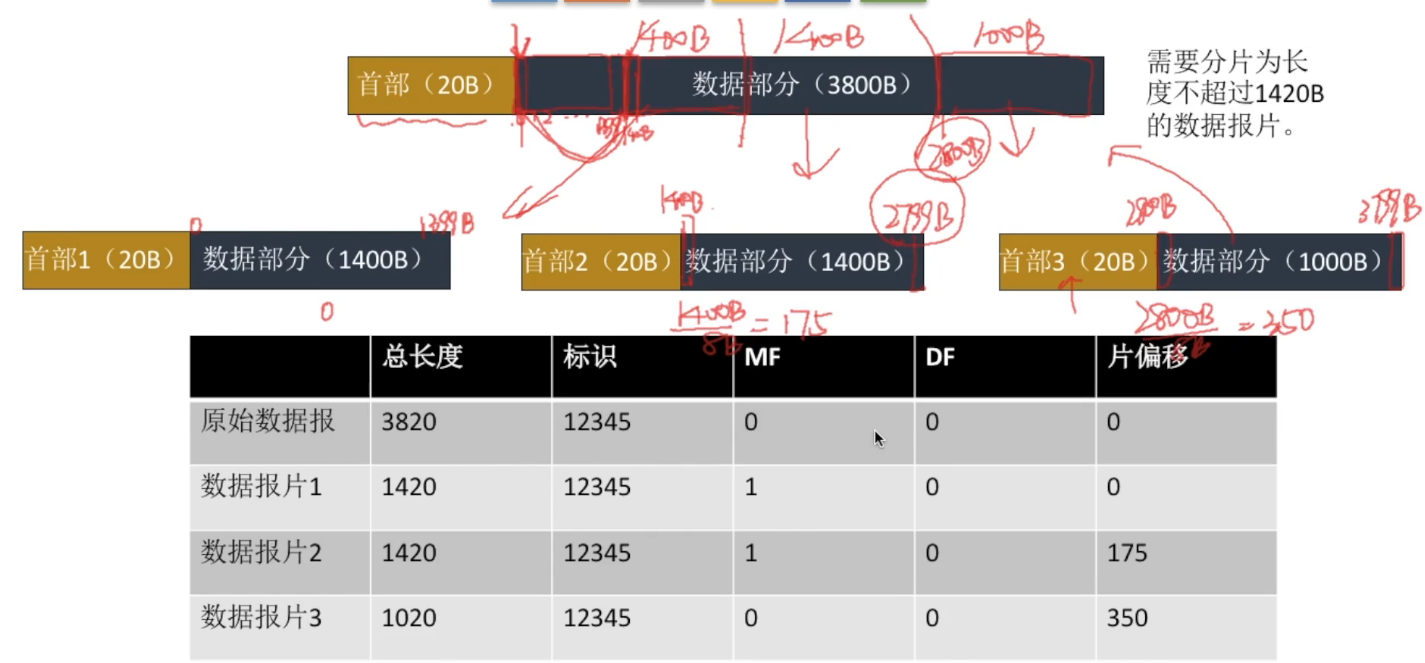 1400B 1400B 1000B
首部（20B） 数据部分（3800B）
需要分片为长
度不超过1420B
的数据报片。
2800B
0 1399B 1400B 2799B 2800B 3799B
首部1（20B） 数据部分（1400B） 首部2（20B） 数据部分（1400B） 首部3（20B） 数据部分（1000B）
0 1400B/8B = 175 2800B/8B = 350
总长度 标识 MF DF 片偏移
原始数据报 3820 12345 0 0 0
数据报片1 1420 12345 1 0 0
数据报片2 1420 12345 1 0 175
数据报片3 1020 12345 0 0 350